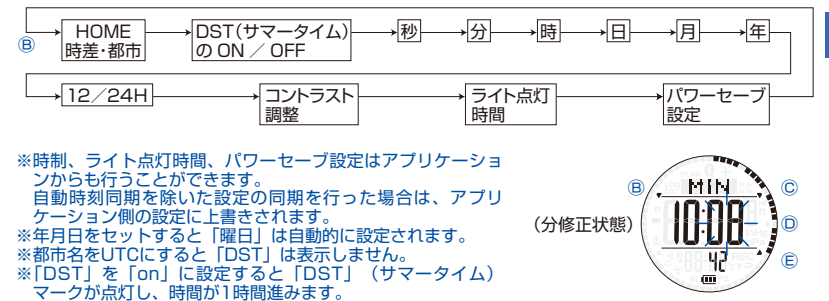 HOME
時差・都市
DST(サマータイム)
の ON ／ OFF
秒
分
時
日
月
年
Ⓑ
12／24H
コントラスト
調整
ライト点灯
時間
パワーセーブ
設定
※時制、ライト点灯時間、パワーセーブ設定はアプリケーショ
ンからも行うことができます。
自動時刻同期を除いた設定の同期を行った場合は、アプリ
ケーション側の設定に上書きされます。
※年月日をセットすると「曜日」は自動的に設定されます。
※都市名をUTCにすると「DST」は表示しません。
※「DST」を「on」に設定すると「DST」（サマータイム）
マークが点灯し、時間が1時間進みます。
(分修正状態)
Ⓑ
MIN
Ⓒ
10:08
Ⓓ
42
Ⓔ